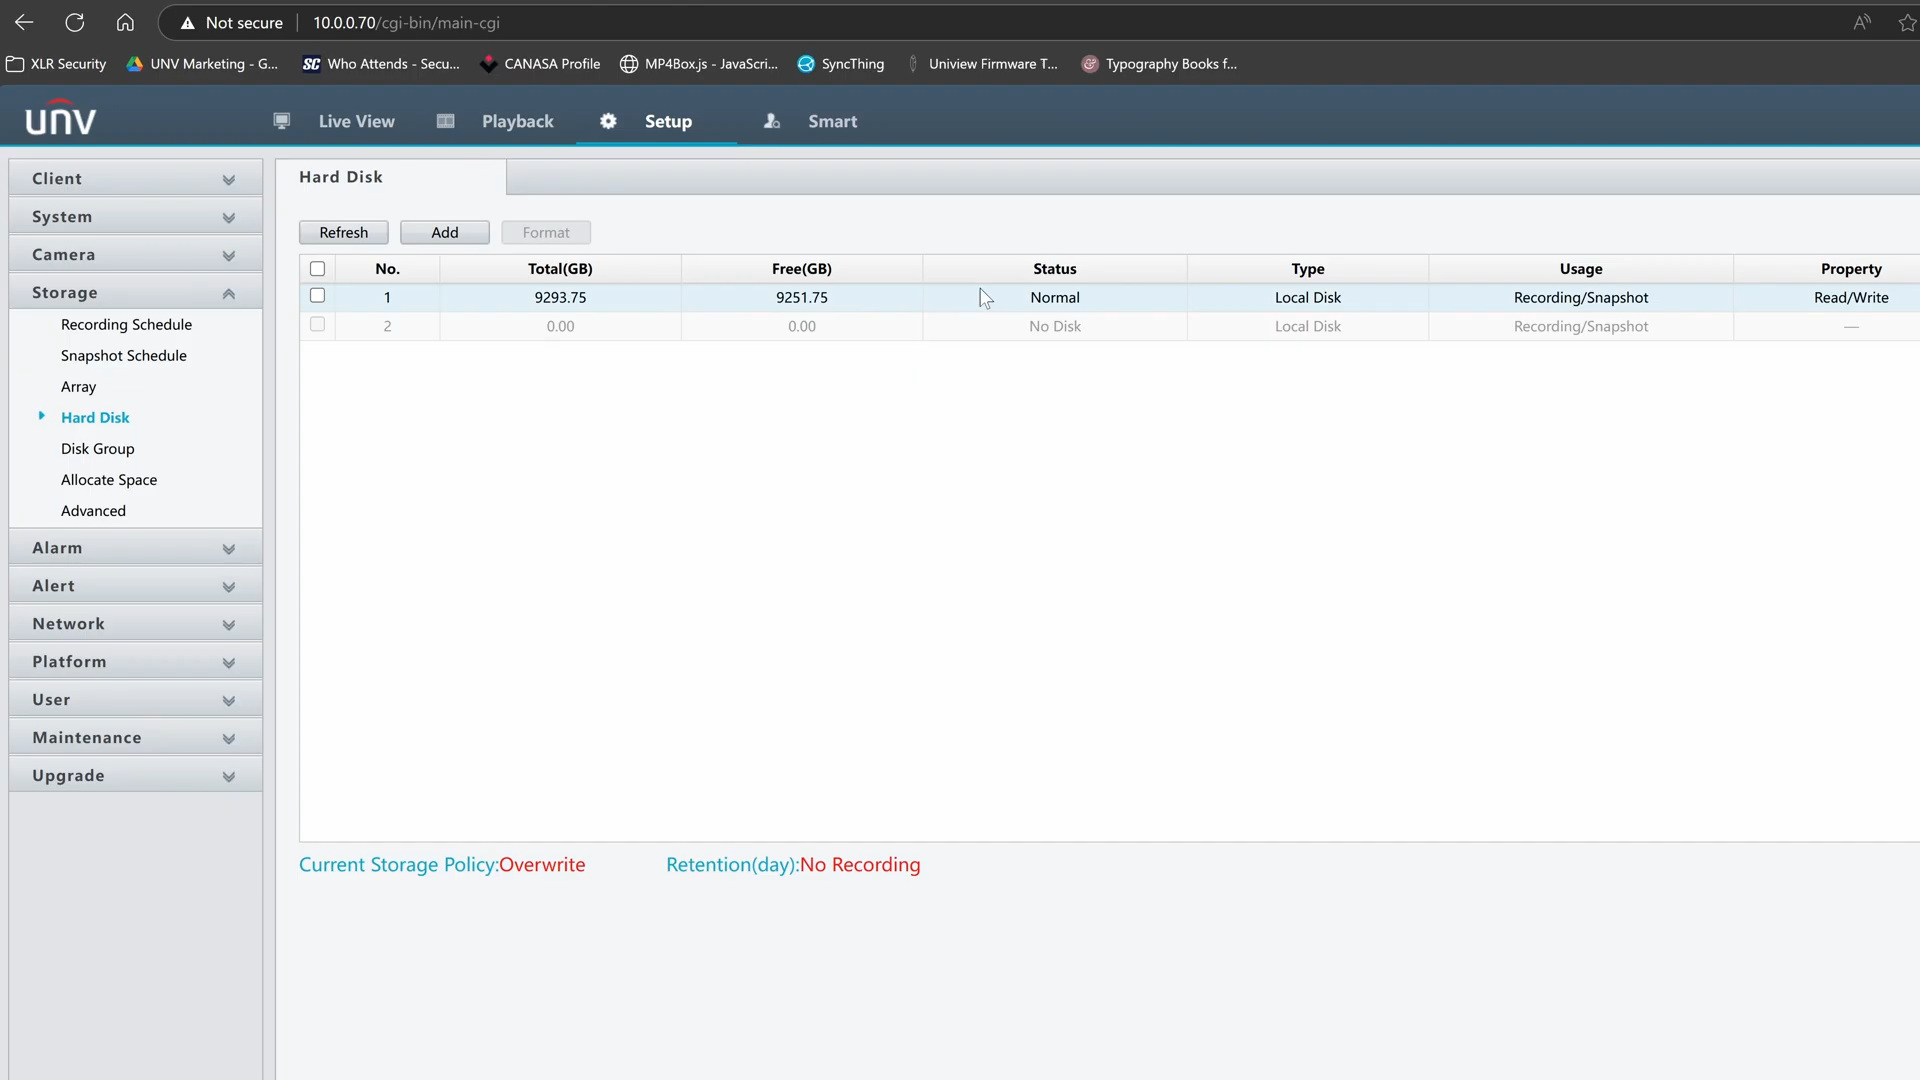 Not secure 10.0.0.70/cgi-bin/main-cgi
XLR Security UNV Marketing - G... SC Who Attends - Secu... CANASA Profile MP4Box.js - JavaScri... SyncThing Uniview Firmware T... Typography Books f...
unv Live View Playback Setup Smart
Client
System
Camera
Storage
Recording Schedule
Snapshot Schedule
Array
Hard Disk
Disk Group
Allocate Space
Advanced
Alarm
Alert
Network
Platform
User
Maintenance
Upgrade
Hard Disk
Refresh Add Format
No. Total(GB) Free(GB) Status Type Usage Property
1 9293.75 9251.75 Normal Local Disk Recording/Snapshot Read/Write
2 0.00 0.00 No Disk Local Disk Recording/Snapshot —
Current Storage Policy:Overwrite Retention(day):No Recording